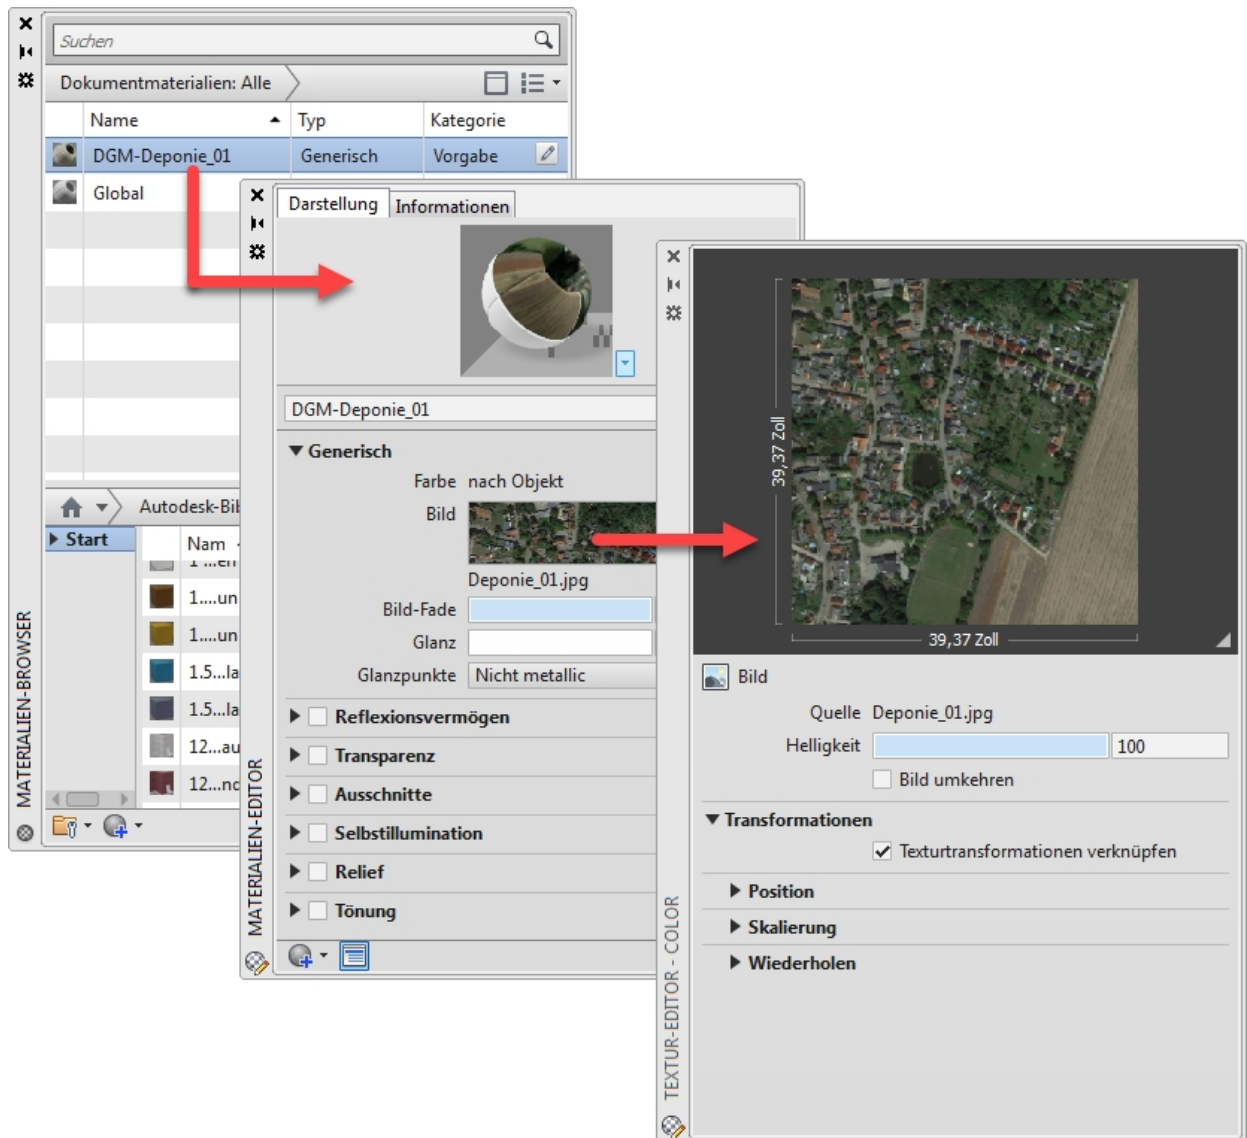 Suchen
Dokumentmaterialien: Alle
Name Typ Kategorie
DGM-Deponie_01 Generisch Vorgabe
Global
Autodesk-Bi
Start
Nam
1....un
1....un
1.5...la
1.5...la
12...au
12...nd
MATERIALIEN-BROWSER
Darstellung Informationen
DGM-Deponie_01
Generisch
Farbe nach Objekt
Bild
Deponie_01.jpg
Bild-Fade
Glanz
Glanzpunkte Nicht metallic
Reflexionsvermögen
Transparenz
Ausschnitte
Selbstillumination
Relief
Tönung
MATERIALIEN-EDITOR
39,37 Zoll
39,37 Zoll
Bild
Quelle Deponie_01.jpg
Helligkeit 100
Bild umkehren
Transformationen
Texturtransformationen verknüpfen
Position
Skalierung
Wiederholen
TEXTUR-EDITOR - COLOR